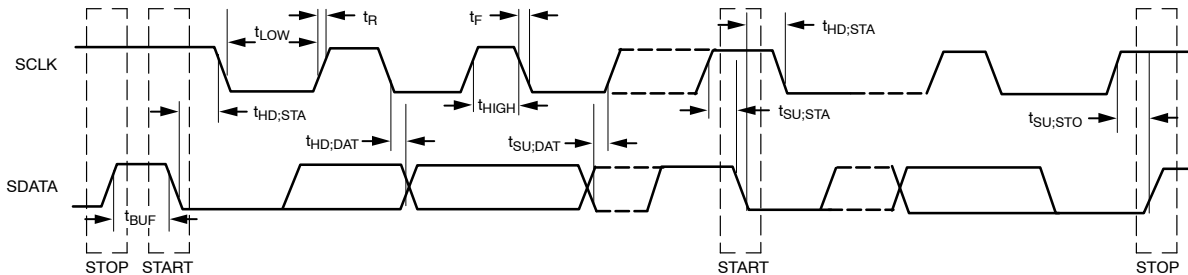 tR
tF
tLOW
tHD;STA
SCLK
tHD;STA
tHIGH
tSU;STA
tSU;STO
tHD;DAT
tSU;DAT
SDATA
tBUF
STOP START
START
STOP